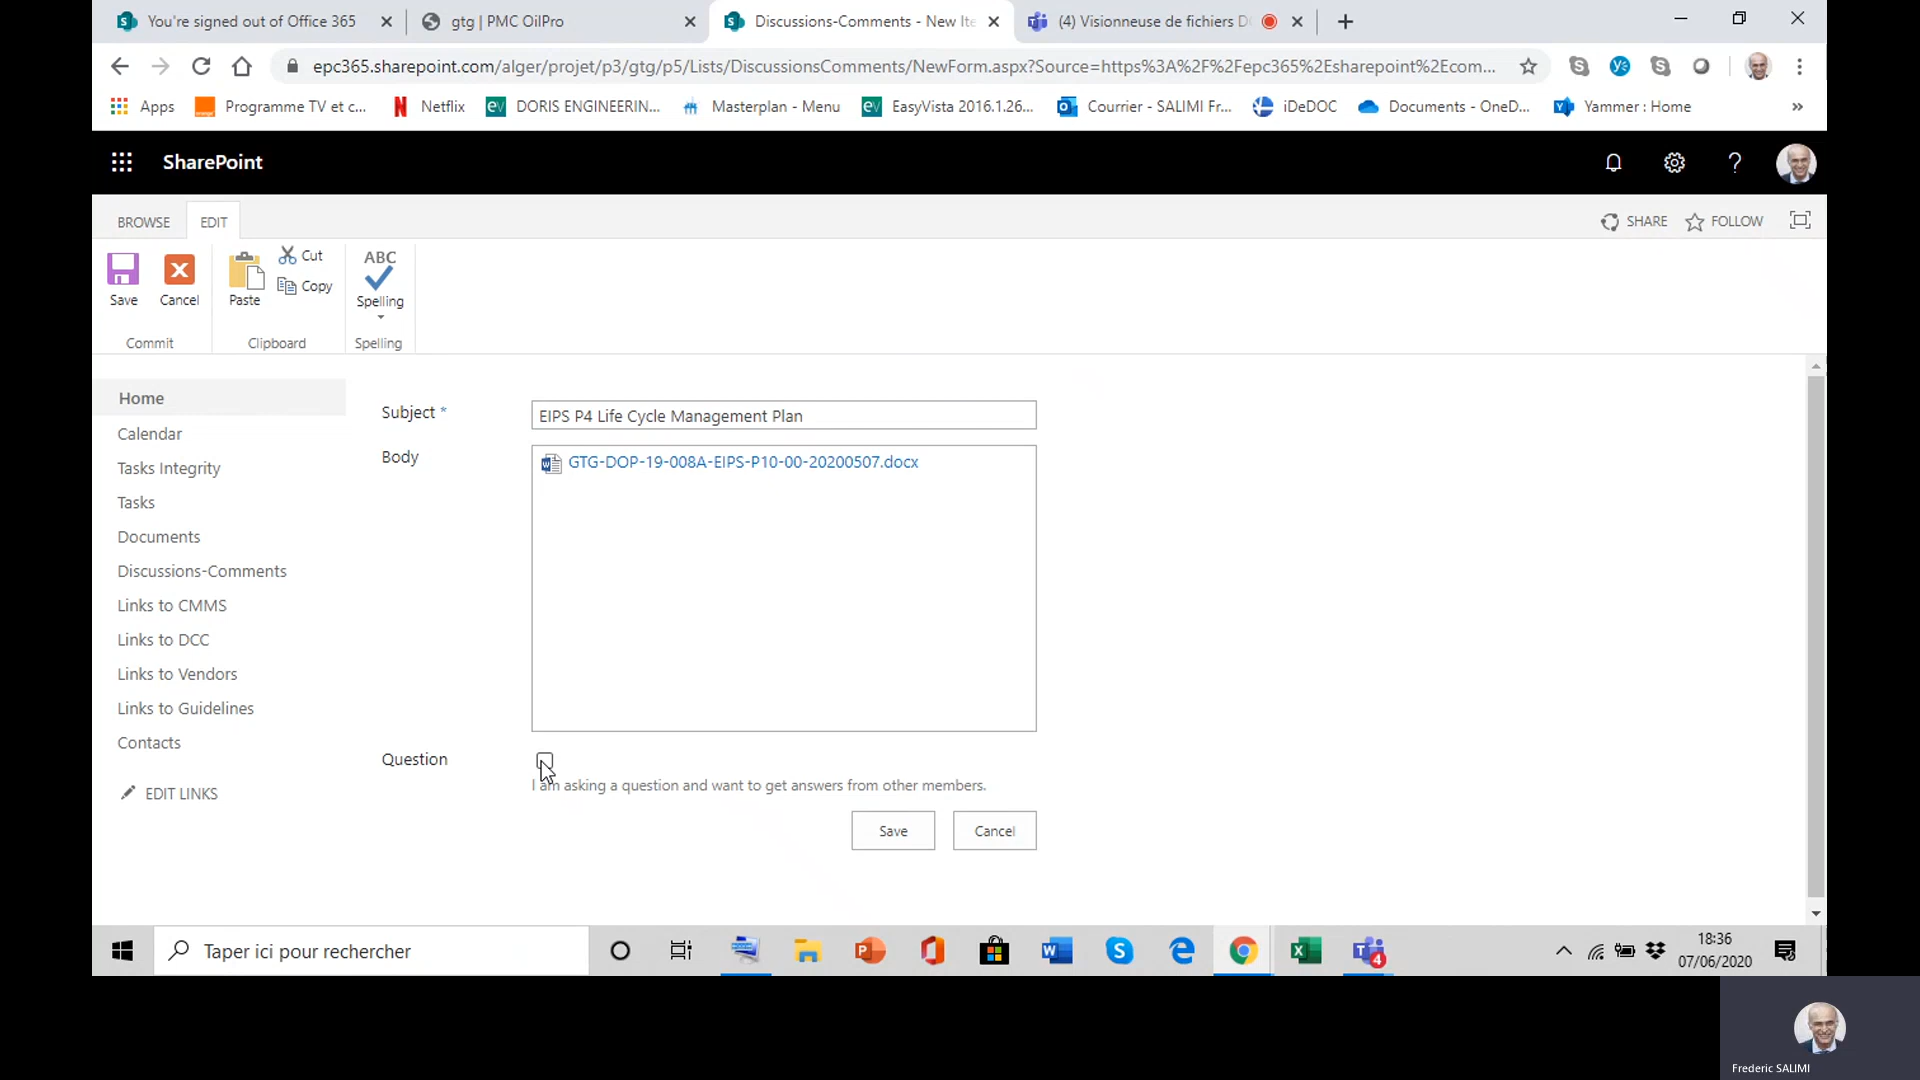 You're signed out of Office 365
gtg | PMC OilPro
Discussions-Comments - New Ite
(4) Visionneuse de fichiers D
epc365.sharepoint.com/alger/projet/p3/gtg/p5/Lists/DiscussionsComments/NewForm.aspx?Source=https%3A%2F%2Fepc365%2Esharepoint%2Ecom...
Apps
Programme TV et c...
Netflix
DORIS ENGINEERIN...
Masterplan - Menu
EasyVista 2016.1.26...
Courrier - SALIMI Fr...
iDeDOC
Documents - OneD...
Yammer : Home
SharePoint
BROWSE
EDIT
SHARE
FOLLOW
Save
Cancel
Paste
Cut
Copy
ABC
Spelling
Commit
Clipboard
Spelling
Home
Calendar
Tasks Integrity
Tasks
Documents
Discussions-Comments
Links to CMMS
Links to DCC
Links to Vendors
Links to Guidelines
Contacts
EDIT LINKS
Subject *
EIPS P4 Life Cycle Management Plan
Body
GTG-DOP-19-008A-EIPS-P10-00-20200507.docx
Question
I am asking a question and want to get answers from other members.
Save
Cancel
Taper ici pour rechercher
4
18:36
07/06/2020
Frederic SALIMI